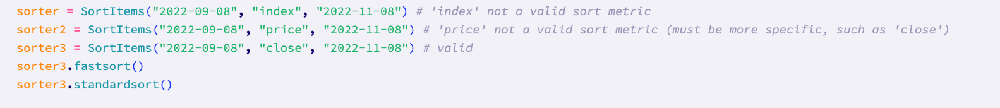 sorter = SortItems("2022-09-08", "index", "2022-11-08") # 'index' not a valid sort metric
sorter2 = SortItems("2022-09-08", "price", "2022-11-08") # 'price' not a valid sort metric (must be more specific, such as 'close')
sorter3 = SortItems("2022-09-08", "close", "2022-11-08") # valid
sorter3.fastsort()
sorter3.standardsort()